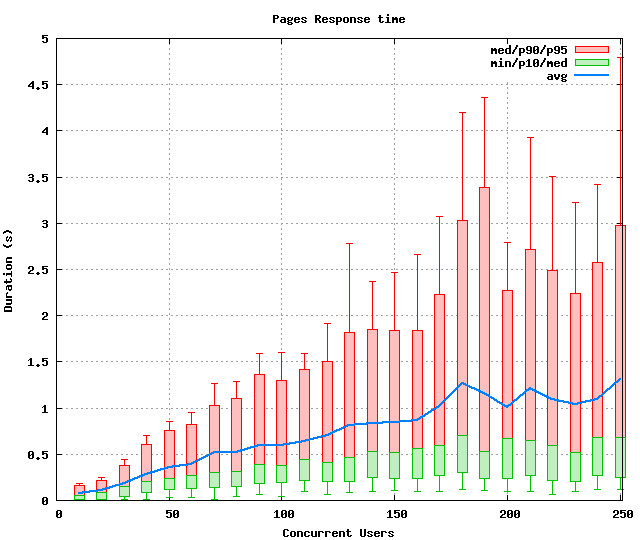 Pages Response time
med/p90/p95
min/p10/med
avg
Duration (s)
5
4.5
4
3.5
3
2.5
2
1.5
1
0.5
0
0 50 100 150 200 250
Concurrent Users